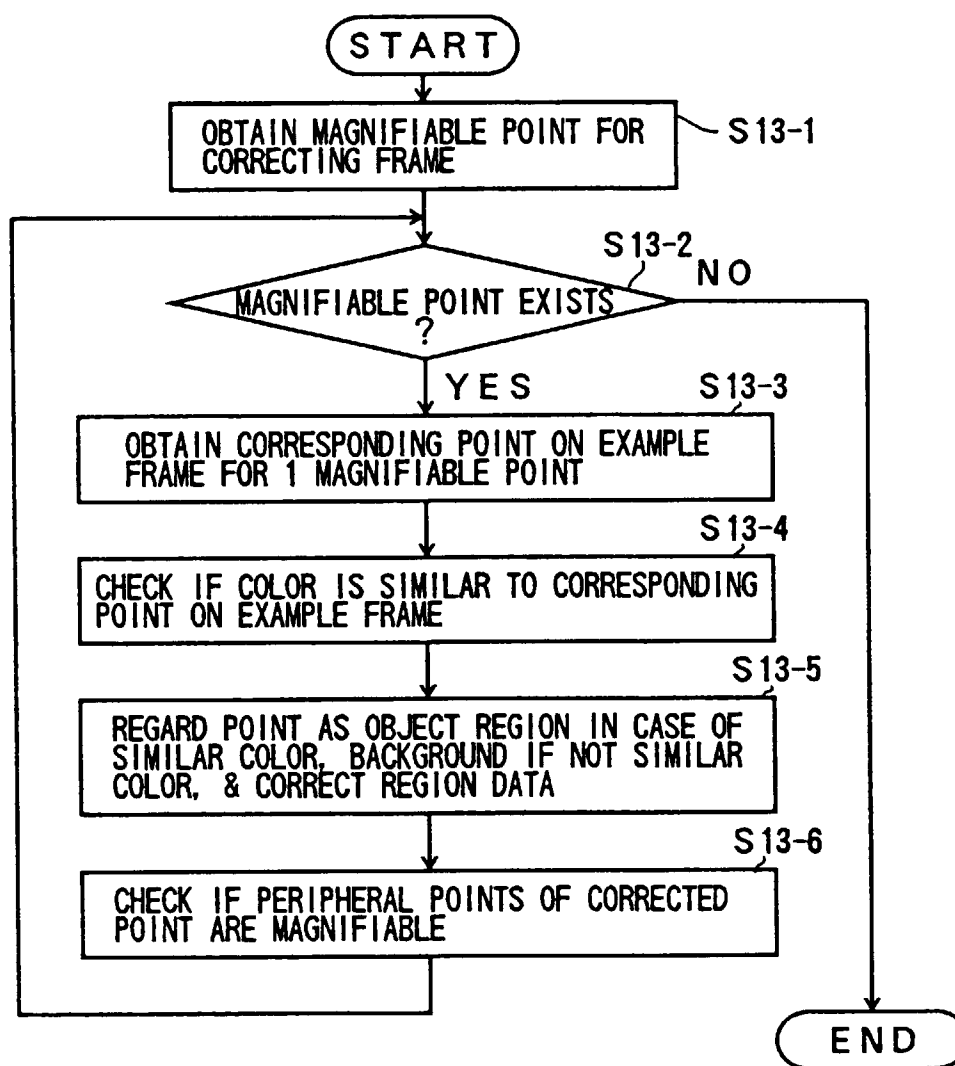 START
OBTAIN MAGNIFIABLE POINT FOR
CORRECTING FRAME
S13-1
S13-2
NO
MAGNIFIABLE POINT EXISTS
?
YES
S13-3
OBTAIN CORRESPONDING POINT ON EXAMPLE
FRAME FOR 1 MAGNIFIABLE POINT
S13-4
CHECK IF COLOR IS SIMILAR TO CORRESPONDING
POINT ON EXAMPLE FRAME
S13-5
REGARD POINT AS OBJECT REGION IN CASE OF
SIMILAR COLOR, BACKGROUND IF NOT SIMILAR
COLOR, & CORRECT REGION DATA
S13-6
CHECK IF PERIPHERAL POINTS OF CORRECTED
POINT ARE MAGNIFIABLE
END